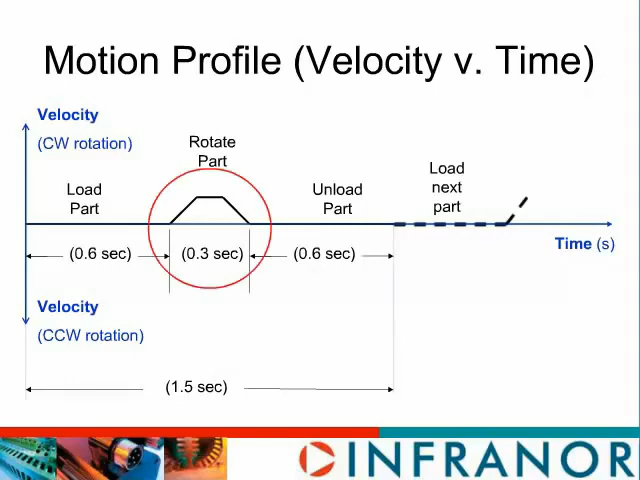 Motion Profile (Velocity v. Time)
Velocity
(CW rotation)
Rotate
Part
Load
Part
Unload
Part
Load
next
part
Time (s)
(0.6 sec)
(0.3 sec)
(0.6 sec)
Velocity
(CCW rotation)
(1.5 sec)
INFRANOR